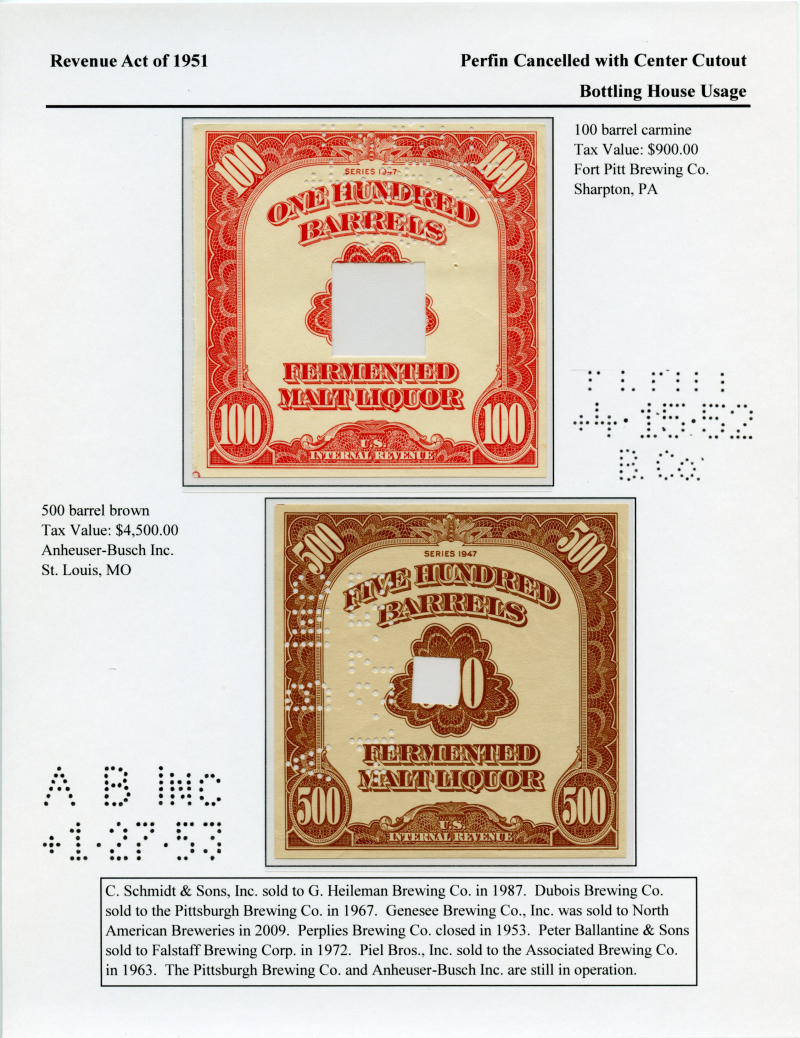 Revenue Act of 1951
Perfin Cancelled with Center Cutout
Bottling House Usage
100 barrel carmine
Tax Value: $900.00
Fort Pitt Brewing Co.
Sharpton, PA
100
100
SERIES 1947
ONE HUNDRED
BARRELS
FERMENTED
MALT LIQUOR
100
100
U.S.
INTERNAL REVENUE
+4·15·52
B. Co.
500 barrel brown
Tax Value: $4,500.00
Anheuser-Busch Inc.
St. Louis, MO
500
500
SERIES 1947
FIVE HUNDRED
BARRELS
0
FERMENTED
MALT LIQUOR
500
500
U.S.
INTERNAL REVENUE
A B INC
+1·27·53
C. Schmidt & Sons, Inc. sold to G. Heileman Brewing Co. in 1987. Dubois Brewing Co.
sold to the Pittsburgh Brewing Co. in 1967. Genesee Brewing Co., Inc. was sold to North
American Breweries in 2009. Perplies Brewing Co. closed in 1953. Peter Ballantine & Sons
sold to Falstaff Brewing Corp. in 1972. Piel Bros., Inc. sold to the Associated Brewing Co.
in 1963. The Pittsburgh Brewing Co. and Anheuser-Busch Inc. are still in operation.